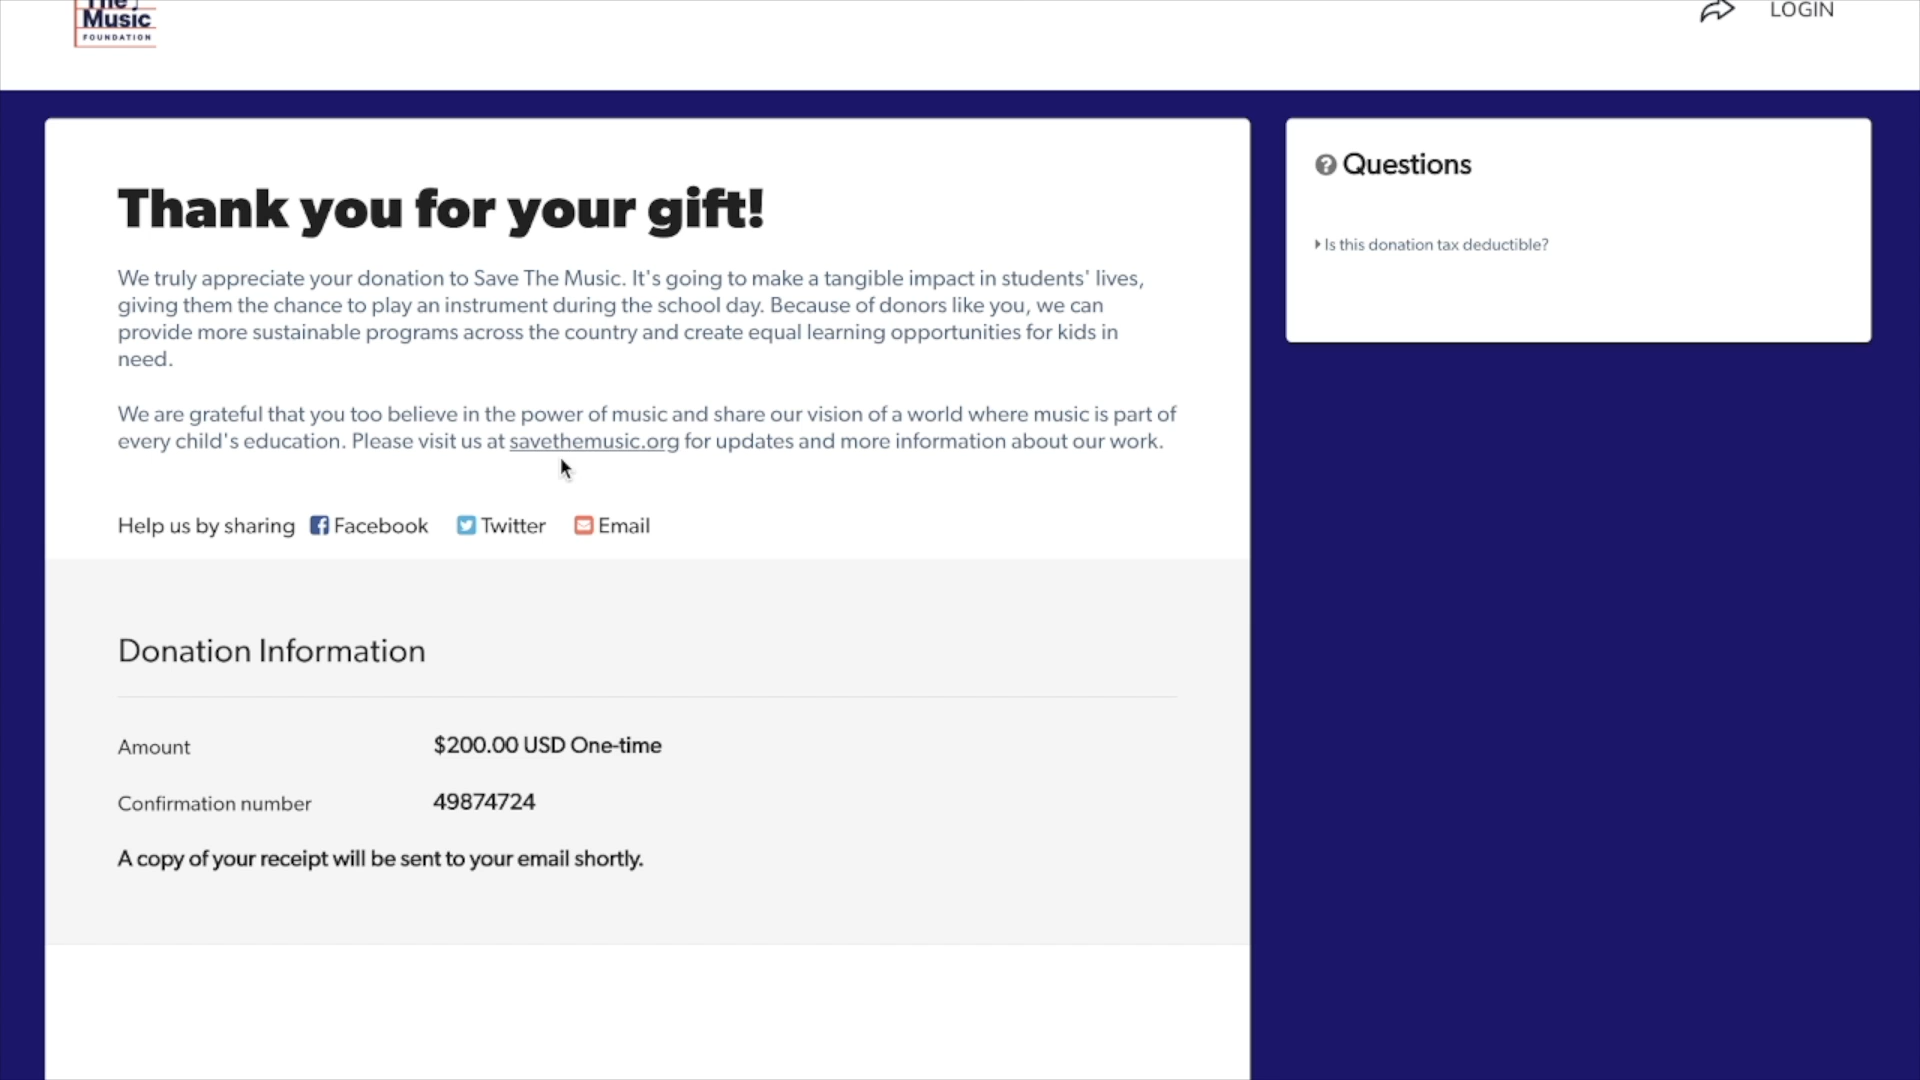 The
Music
FOUNDATION
LOGIN
Thank you for your gift!
We truly appreciate your donation to Save The Music. It's going to make a tangible impact in students' lives,
giving them the chance to play an instrument during the school day. Because of donors like you, we can
provide more sustainable programs across the country and create equal learning opportunities for kids in
need.
We are grateful that you too believe in the power of music and share our vision of a world where music is part of
every child's education. Please visit us at savethemusic.org for updates and more information about our work.
Help us by sharing Facebook Twitter Email
Donation Information
Amount $200.00 USD One-time
Confirmation number 49874724
A copy of your receipt will be sent to your email shortly.
Questions
Is this donation tax deductible?